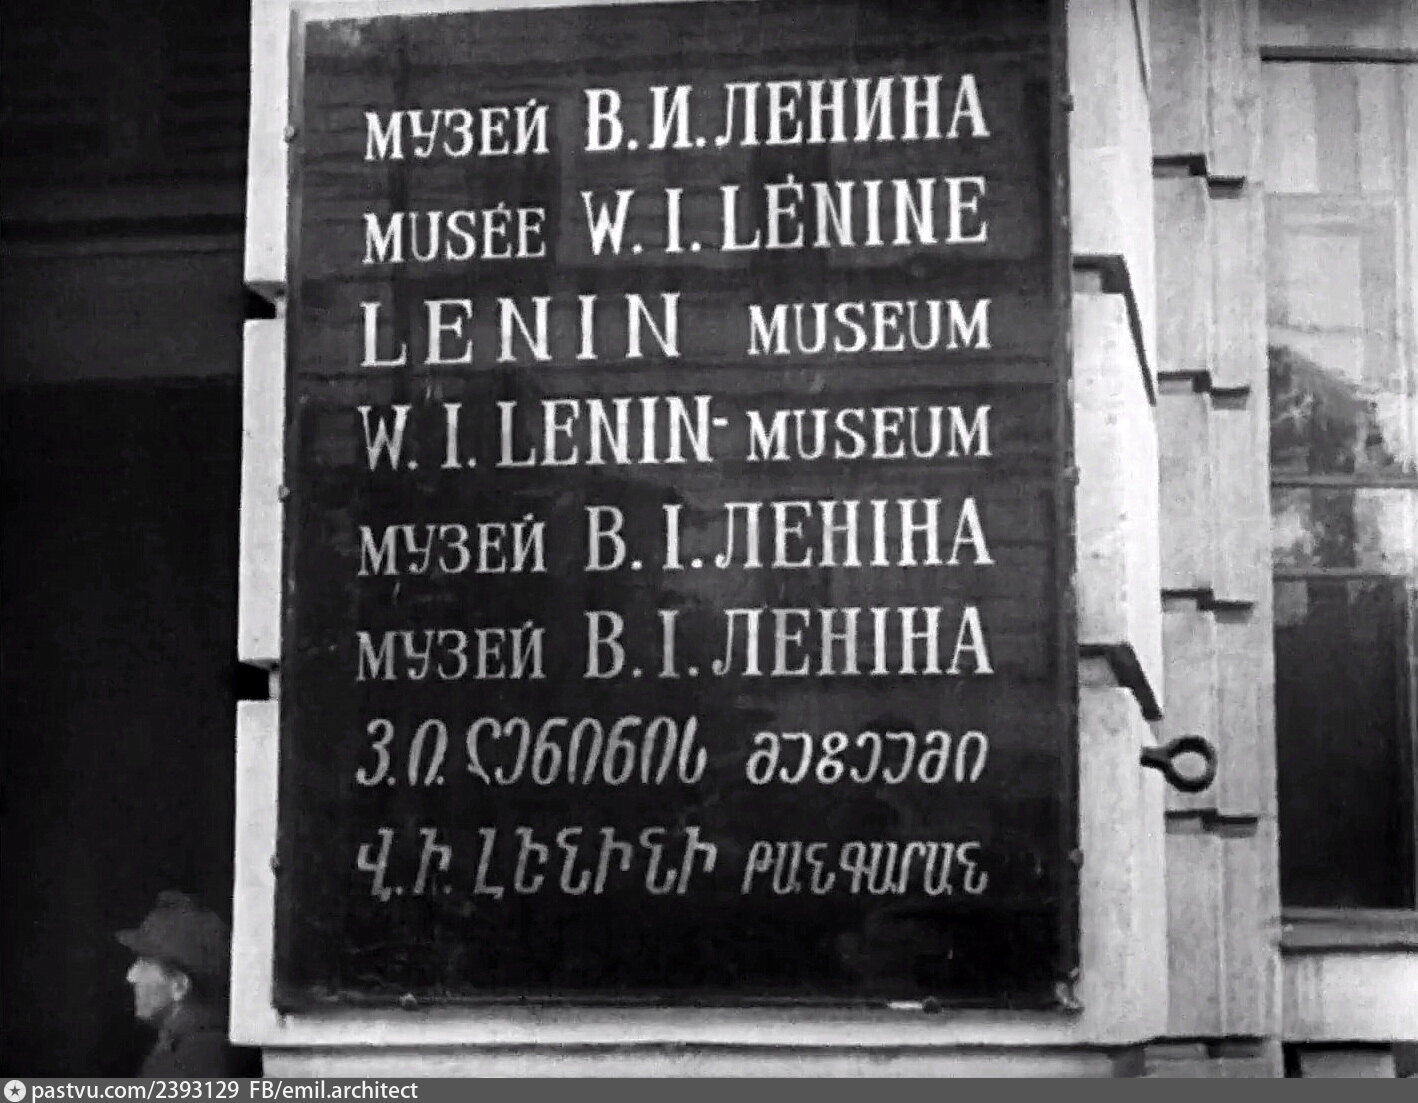 МУЗЕЙ В.И.ЛЕНИНА
MUSÉE W. I. LÉNINE
LENIN MUSEUM
W. I. LENIN-MUSEUM
МУЗЕЙ В. І. ЛЕНІНА
МУЗЕЙ В. І. ЛЕНІНА
ვ. ი. ლენინის მუზეუმი
Վ. Ի. ԼԵՆԻՆԻ ԹԱՆԳԱՐԱՆ
pastvu.com/2393129 FB/emil.architect